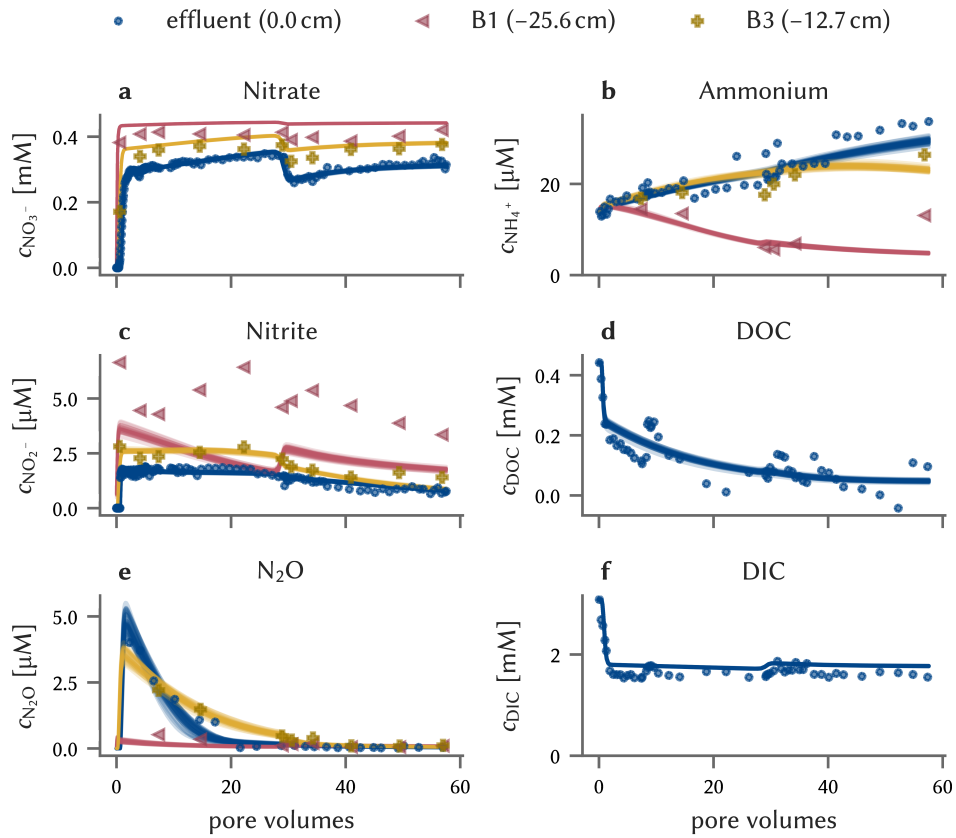 effluent (0.0 cm) B1 (−25.6 cm) B3 (−12.7 cm)
a Nitrate
b Ammonium
c_NO₃⁻ [mM]
0.4
0.2
0.0
c_NH₄⁺ [µM]
20
0
c Nitrite
d DOC
c_NO₂⁻ [µM]
5.0
2.5
0.0
c_DOC [mM]
0.4
0.2
0.0
e N₂O
f DIC
c_N₂O [µM]
5.0
2.5
0.0
c_DIC [mM]
2
0
0 20 40 60
0 20 40 60
pore volumes
pore volumes